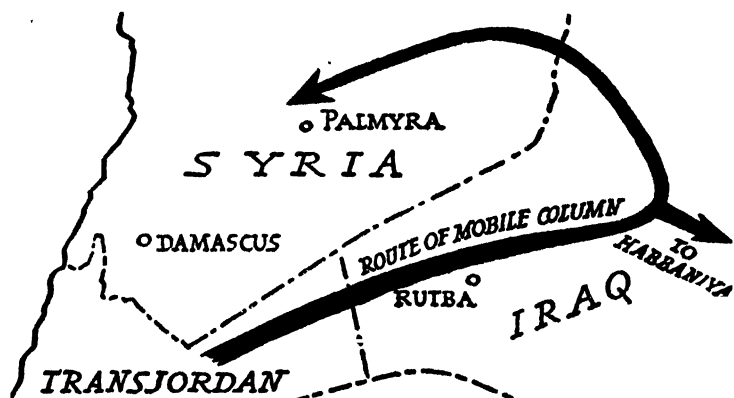 PALMYRA
SYRIA
DAMASCUS
ROUTE OF MOBILE COLUMN
TO
HABBANIYA
RUTBA
IRAQ
TRANSJORDAN